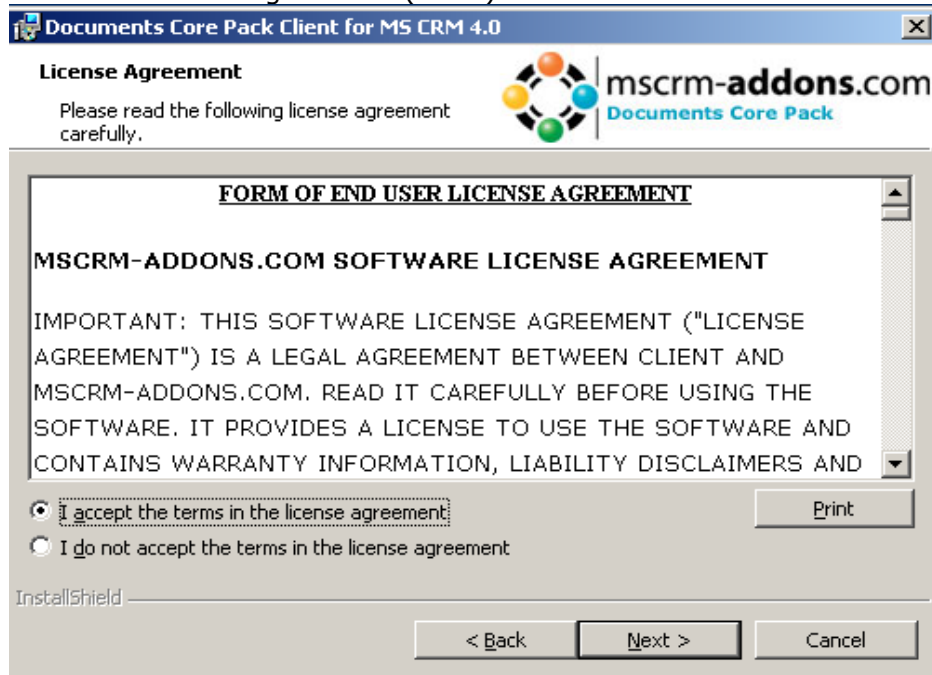 Documents Core Pack Client for MS CRM 4.0
License Agreement
Please read the following license agreement
carefully.
mscrm-addons.com
Documents Core Pack
FORM OF END USER LICENSE AGREEMENT
MSCRM-ADDONS.COM SOFTWARE LICENSE AGREEMENT
IMPORTANT: THIS SOFTWARE LICENSE AGREEMENT ("LICENSE
AGREEMENT") IS A LEGAL AGREEMENT BETWEEN CLIENT AND
MSCRM-ADDONS.COM. READ IT CAREFULLY BEFORE USING THE
SOFTWARE. IT PROVIDES A LICENSE TO USE THE SOFTWARE AND
CONTAINS WARRANTY INFORMATION, LIABILITY DISCLAIMERS AND
I accept the terms in the license agreement
Print
I do not accept the terms in the license agreement
InstallShield
< Back Next > Cancel